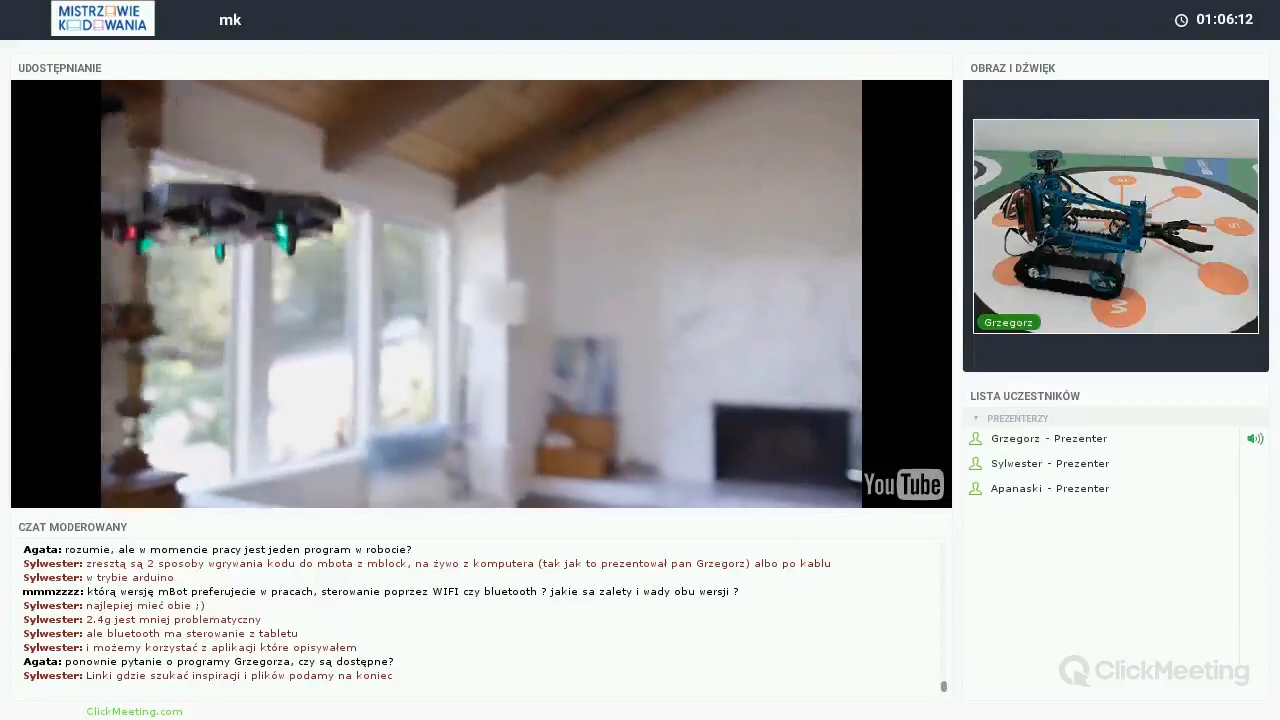 MISTRZOWIE
KODOWANIA
mk
01:06:12
UDOSTĘPNIANIE
OBRAZ I DŹWIĘK
Grzegorz
YouTube
LISTA UCZESTNIKÓW
PREZENTERZY
Grzegorz - Prezenter
Sylwester - Prezenter
Apanaski - Prezenter
CZAT MODEROWANY
Agata: rozumie, ale w momencie pracy jest jeden program w robocie?
Sylwester: zresztą są 2 sposoby wgrywania kodu do mbota z mblock, na żywo z komputera (tak jak to prezentował pan Grzegorz) albo po kablu
Sylwester: w trybie arduino
mmmzzzz: którą wersję mBot preferujecie w pracach, sterowanie poprzez WIFI czy bluetooth ? jakie sa zalety i wady obu wersji ?
Sylwester: najlepiej mieć obie ;)
Sylwester: 2.4g jest mniej problematyczny
Sylwester: ale bluetooth ma sterowanie z tabletu
Sylwester: i możemy korzystać z aplikacji które opisywałem
Agata: ponownie pytanie o programy Grzegorza, czy są dostępne?
Sylwester: Linki gdzie szukać inspiracji i plików podamy na koniec
ClickMeeting
ClickMeeting.com